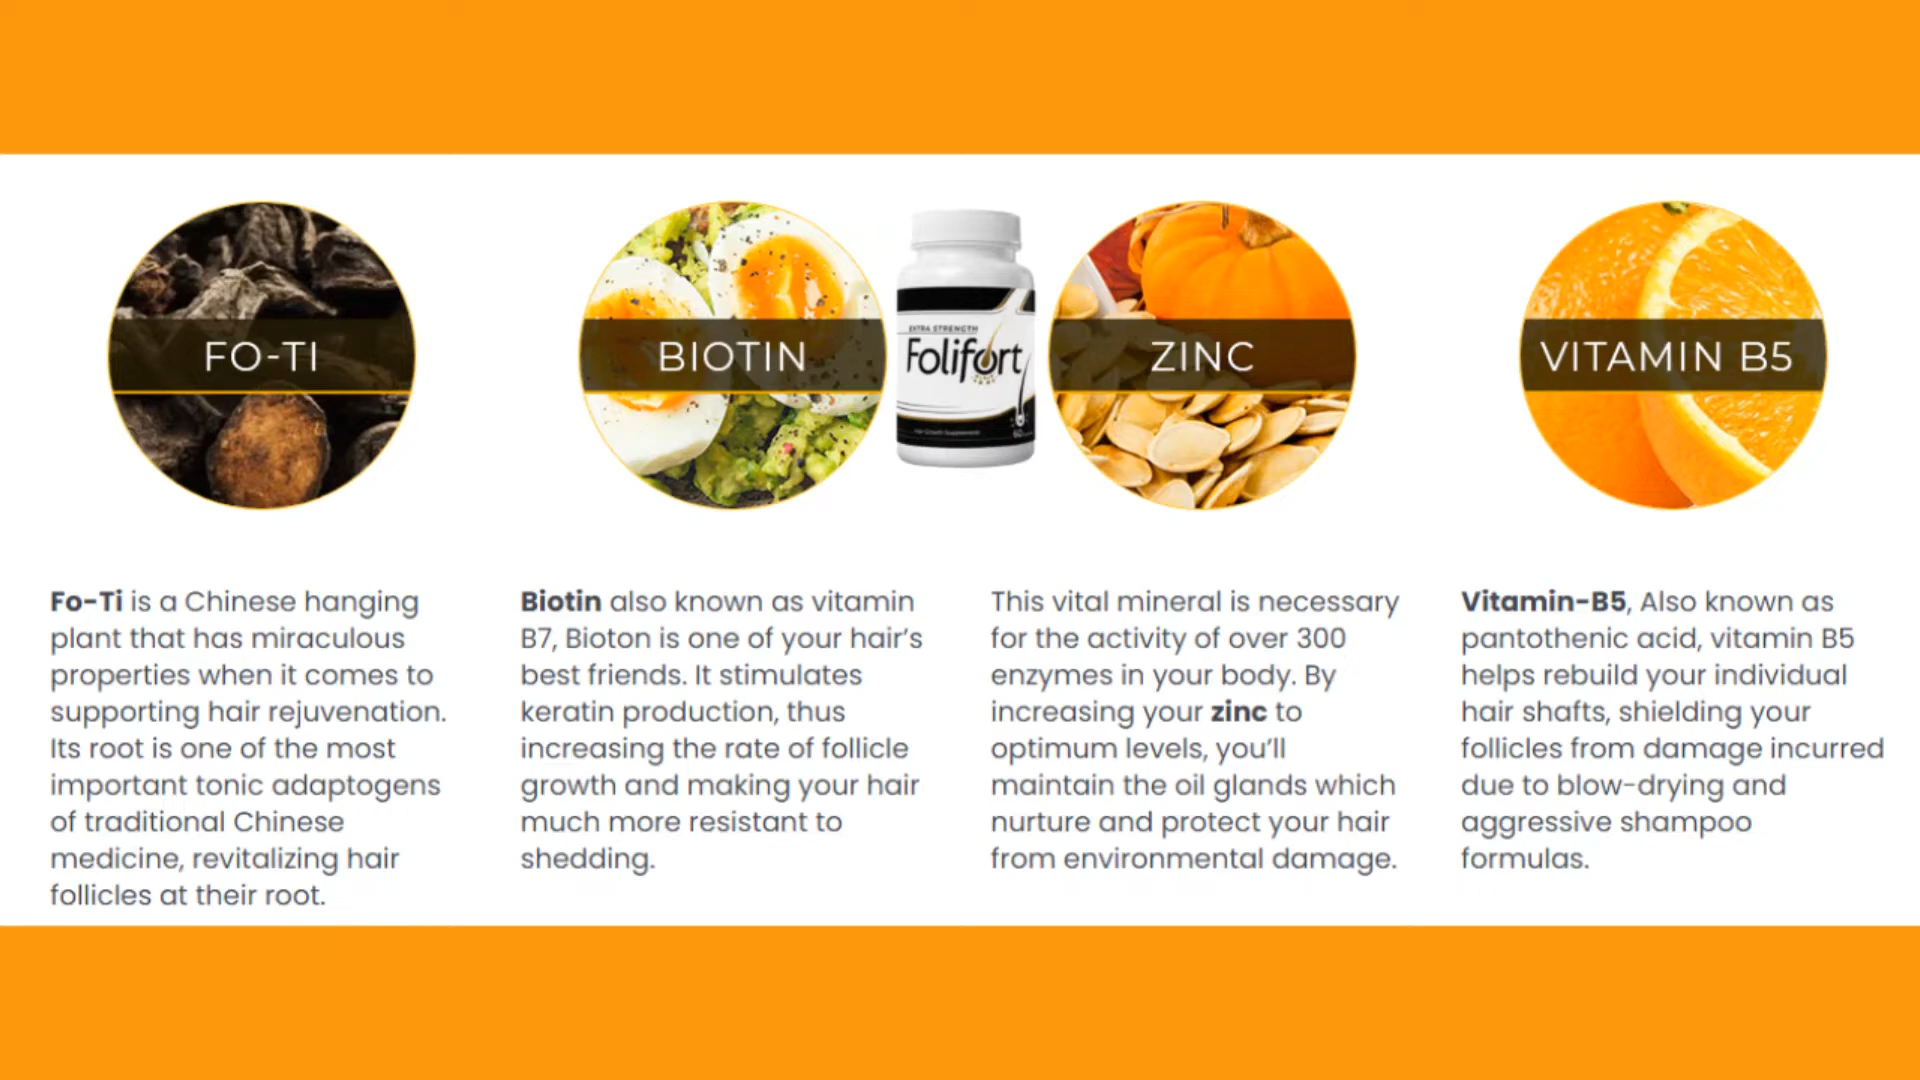 FO-TI
BIOTIN
EXTRA STRENGTH
Folifort
60
ZINC
VITAMIN B5
Fo-Ti is a Chinese hanging
plant that has miraculous
properties when it comes to
supporting hair rejuvenation.
Its root is one of the most
important tonic adaptogens
of traditional Chinese
medicine, revitalizing hair
follicles at their root.
Biotin also known as vitamin
B7, Bioton is one of your hair's
best friends. It stimulates
keratin production, thus
increasing the rate of follicle
growth and making your hair
much more resistant to
shedding.
This vital mineral is necessary
for the activity of over 300
enzymes in your body. By
increasing your zinc to
optimum levels, you'll
maintain the oil glands which
nurture and protect your hair
from environmental damage.
Vitamin-B5, Also known as
pantothenic acid, vitamin B5
helps rebuild your individual
hair shafts, shielding your
follicles from damage incurred
due to blow-drying and
aggressive shampoo
formulas.